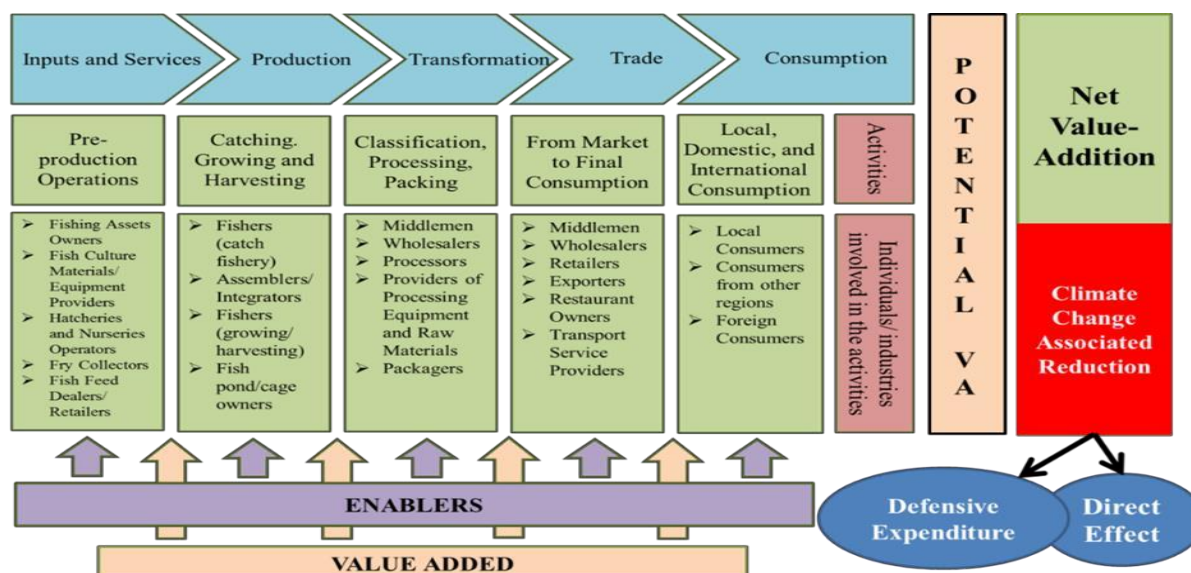 Inputs and Services
Production
Transformation
Trade
Consumption
Pre-
production
Operations
Catching.
Growing and
Harvesting
Classification,
Processing,
Packing
From Market
to Final
Consumption
Local,
Domestic, and
International
Consumption
Activities
➢ Fishing Assets
Owners
➢ Fish Culture
Materials/
Equipment
Providers
➢ Hatcheries
and Nurseries
Operators
➢ Fry Collectors
➢ Fish Feed
Dealers/
Retailers
➢ Fishers
(catch
fishery)
➢ Assemblers/
Integrators
➢ Fishers
(growing/
harvesting)
➢ Fish
pond/cage
owners
➢ Middlemen
➢ Wholesalers
➢ Processors
➢ Providers of
Processing
Equipment
and Raw
Materials
➢ Packagers
➢ Middlemen
➢ Wholesalers
➢ Retailers
➢ Exporters
➢ Restaurant
Owners
➢ Transport
Service
Providers
➢ Local
Consumers
➢ Consumers
from other
regions
➢ Foreign
Consumers
Individuals/ industries
involved in the activities
POTENTIAL VA
Net
Value-
Addition
Climate
Change
Associated
Reduction
ENABLERS
VALUE ADDED
Defensive
Expenditure
Direct
Effect